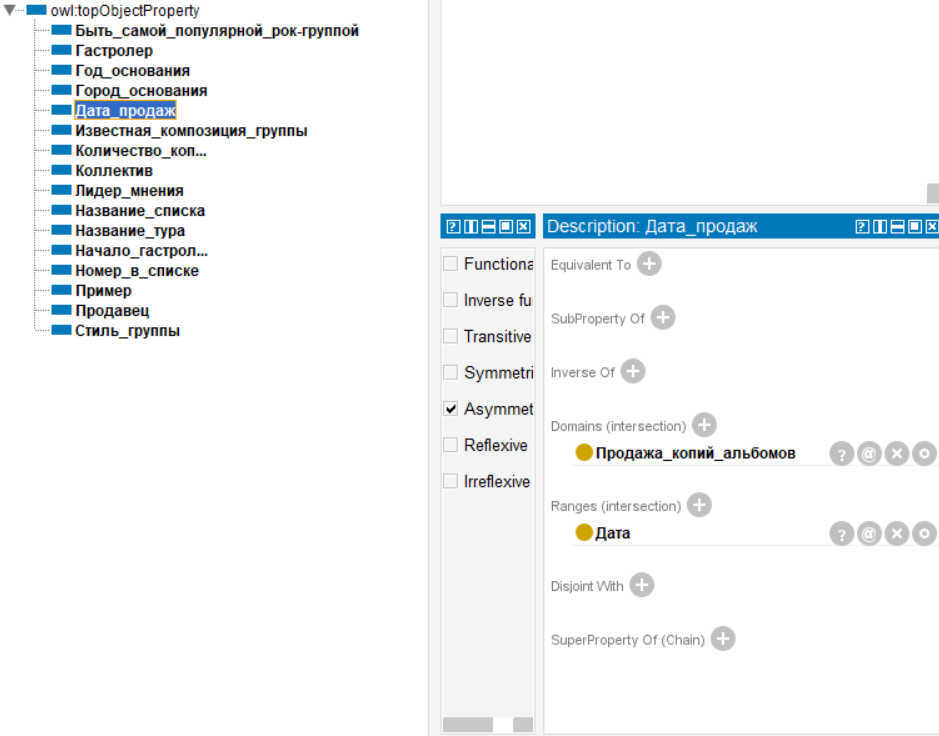 owl:topObjectProperty
Быть_самой_популярной_рок-группой
Гастролер
Год_основания
Город_основания
Дата_продаж
Известная_композиция_группы
Количество_коп...
Коллектив
Лидер_мнения
Название_списка
Название_тура
Начало_гастрол...
Номер_в_списке
Пример
Продавец
Стиль_группы
Functiona
Inverse fu
Transitive
Symmetri
Asymmet
Reflexive
Irreflexive
Description: Дата_продаж
Equivalent To
SubProperty Of
Inverse Of
Domains (intersection)
Продажа_копий_альбомов
Ranges (intersection)
Дата
Disjoint With
SuperProperty Of (Chain)